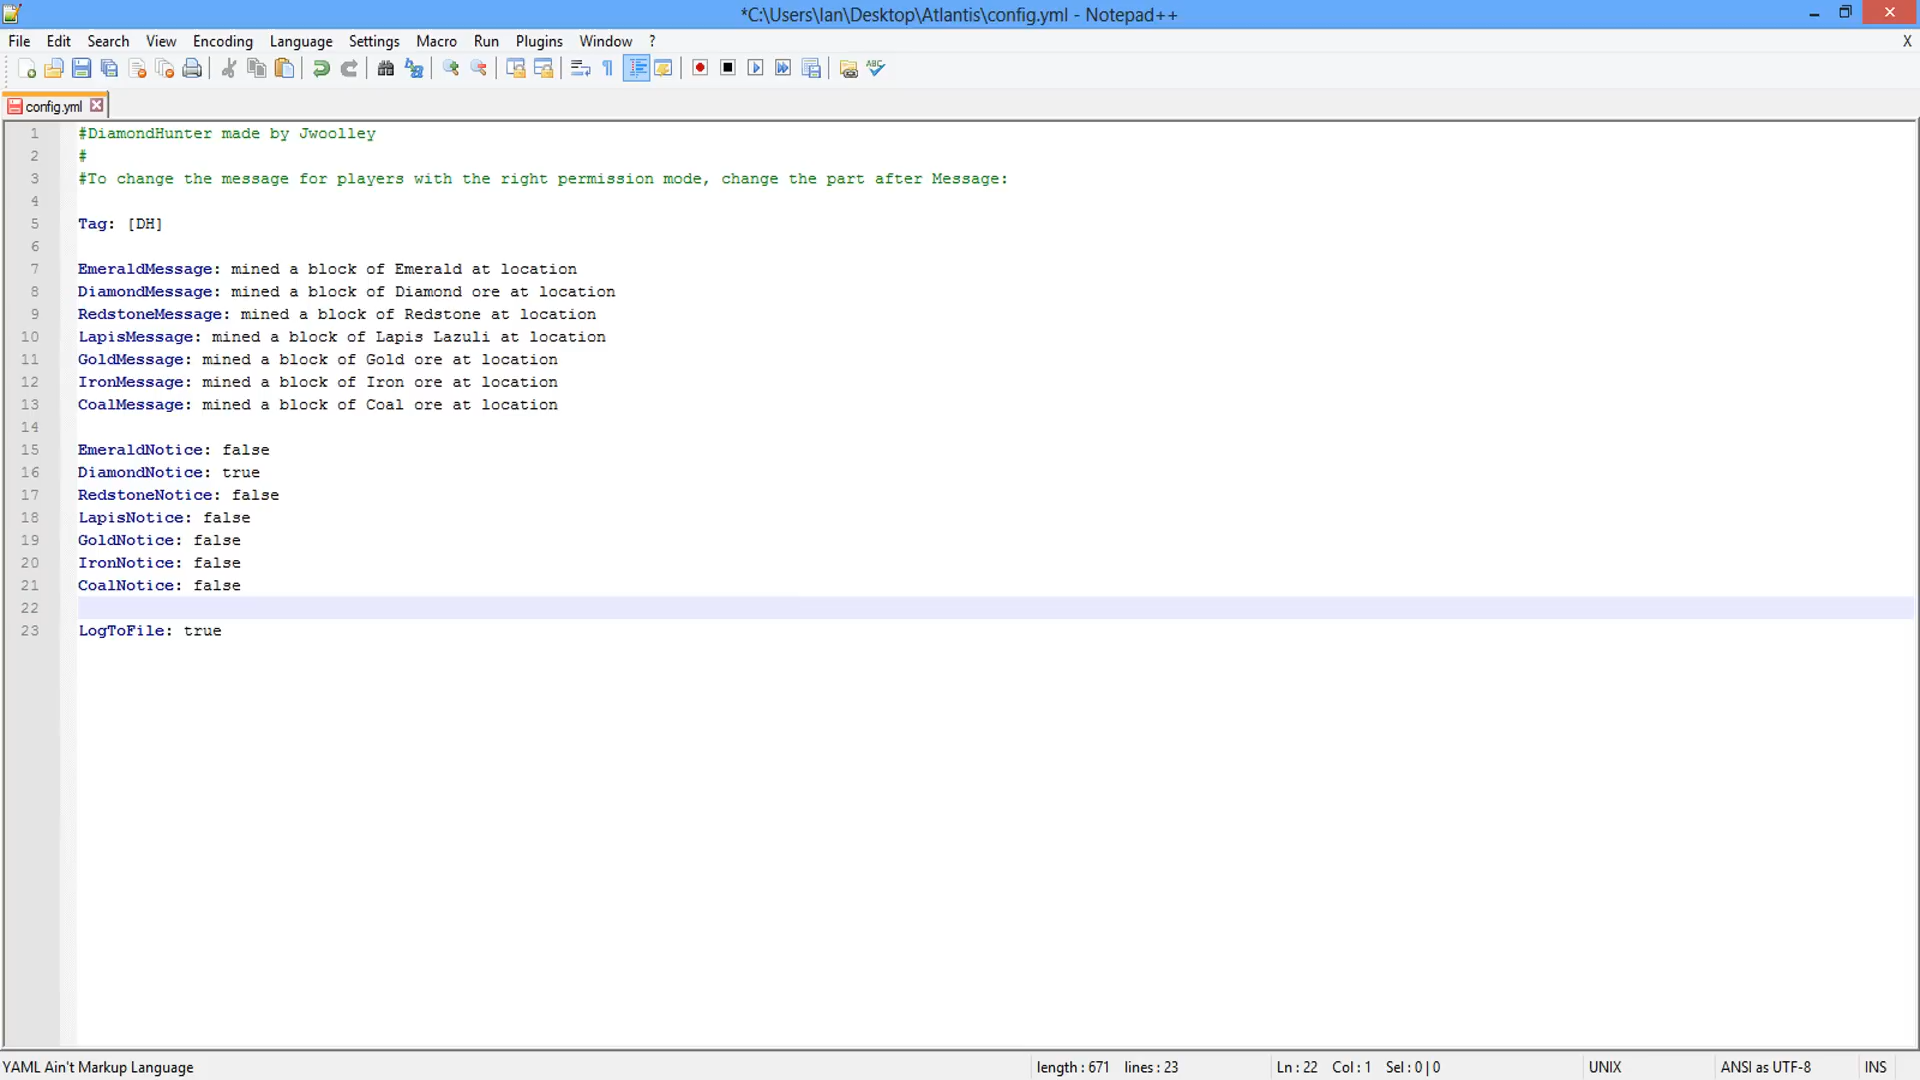 *C:\Users\Ian\Desktop\Atlantis\config.yml - Notepad++
File Edit Search View Encoding Language Settings Macro Run Plugins Window ? X
config.yml
1 #DiamondHunter made by Jwoolley
2 #
3 #To change the message for players with the right permission mode, change the part after Message:
4
5 Tag: [DH]
6
7 EmeraldMessage: mined a block of Emerald at location
8 DiamondMessage: mined a block of Diamond ore at location
9 RedstoneMessage: mined a block of Redstone at location
10 LapisMessage: mined a block of Lapis Lazuli at location
11 GoldMessage: mined a block of Gold ore at location
12 IronMessage: mined a block of Iron ore at location
13 CoalMessage: mined a block of Coal ore at location
14
15 EmeraldNotice: false
16 DiamondNotice: true
17 RedstoneNotice: false
18 LapisNotice: false
19 GoldNotice: false
20 IronNotice: false
21 CoalNotice: false
22
23 LogToFile: true
YAML Ain't Markup Language length : 671 lines : 23 Ln : 22 Col : 1 Sel : 0 | 0 UNIX ANSI as UTF-8 INS